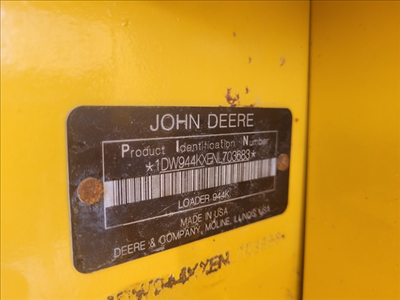 JOHN DEERE
Product Identification Number
*1DW944KXENL703683*
LOADER 944K
MADE IN USA
DEERE & COMPANY, MOLINE, ILLINOIS, USA